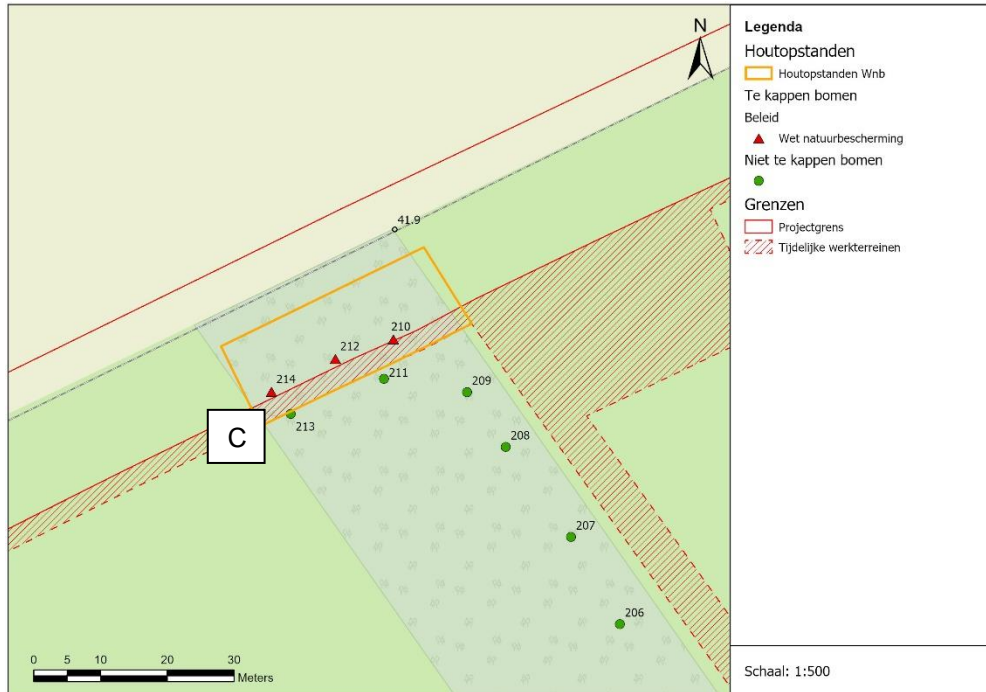 N
41.9
210
212
214
211
213
209
208
207
206
C
0 5 10 20 30
Meters
Legenda
Houtopstanden
Houtopstanden Wnb
Te kappen bomen
Beleid
Wet natuurbescherming
Niet te kappen bomen
Grenzen
Projectgrens
Tijdelijke werkterreinen
Schaal: 1:500